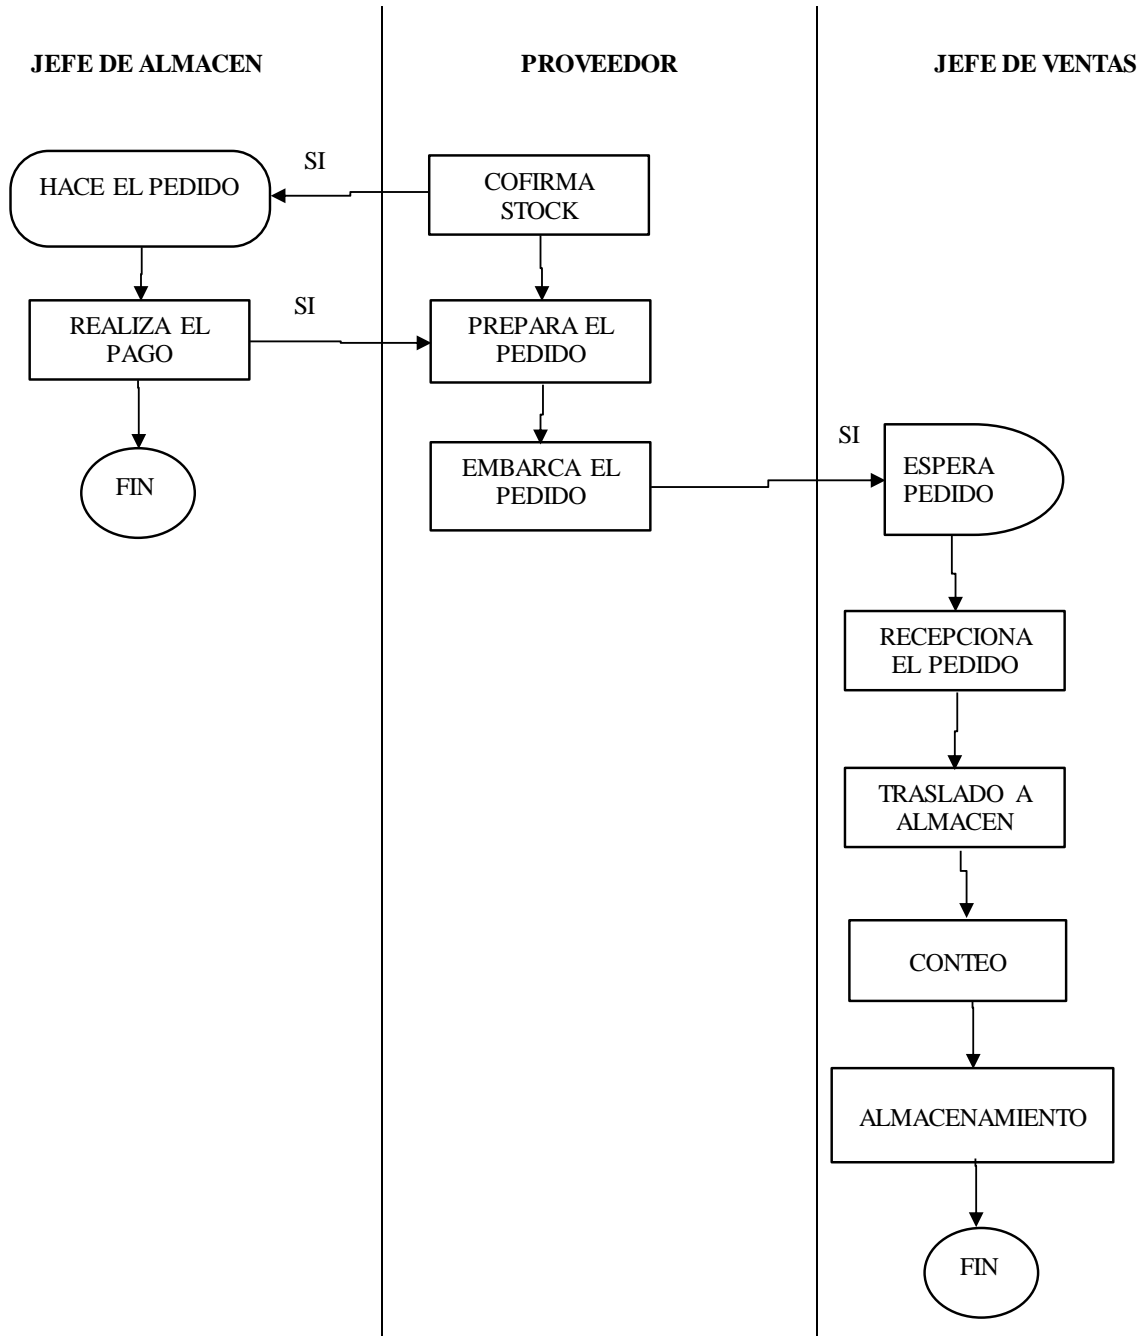 JEFE DE ALMACEN
PROVEEDOR
JEFE DE VENTAS
HACE EL PEDIDO
SI
COFIRMA
STOCK
REALIZA EL
PAGO
SI
PREPARA EL
PEDIDO
FIN
EMBARCA EL
PEDIDO
SI
ESPERA
PEDIDO
RECEPCIONA
EL PEDIDO
TRASLADO A
ALMACEN
CONTEO
ALMACENAMIENTO
FIN